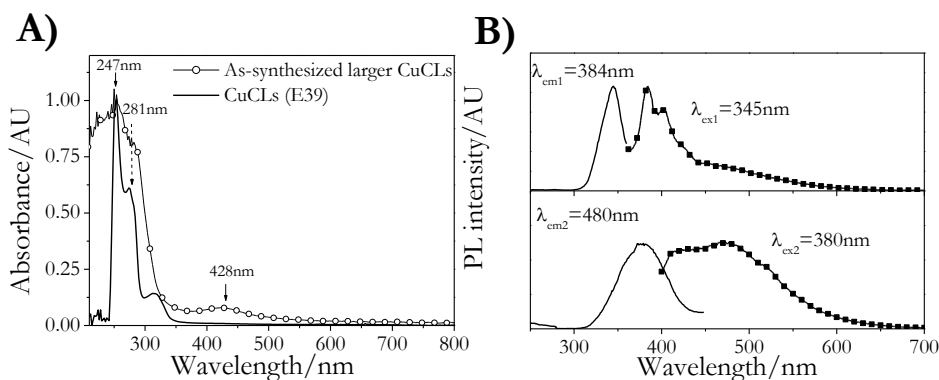 A)
247nm
281nm
428nm
As-synthesized larger CuCLs
CuCLs (E39)
1.00
0.75
0.50
0.25
0.00
Absorbance/AU
300 400 500 600 700 800
Wavelength/nm
B)
λem1=384nm
λex1=345nm
λem2=480nm
λex2=380nm
PL intensity/AU
300 400 500 600 700
Wavelength/nm